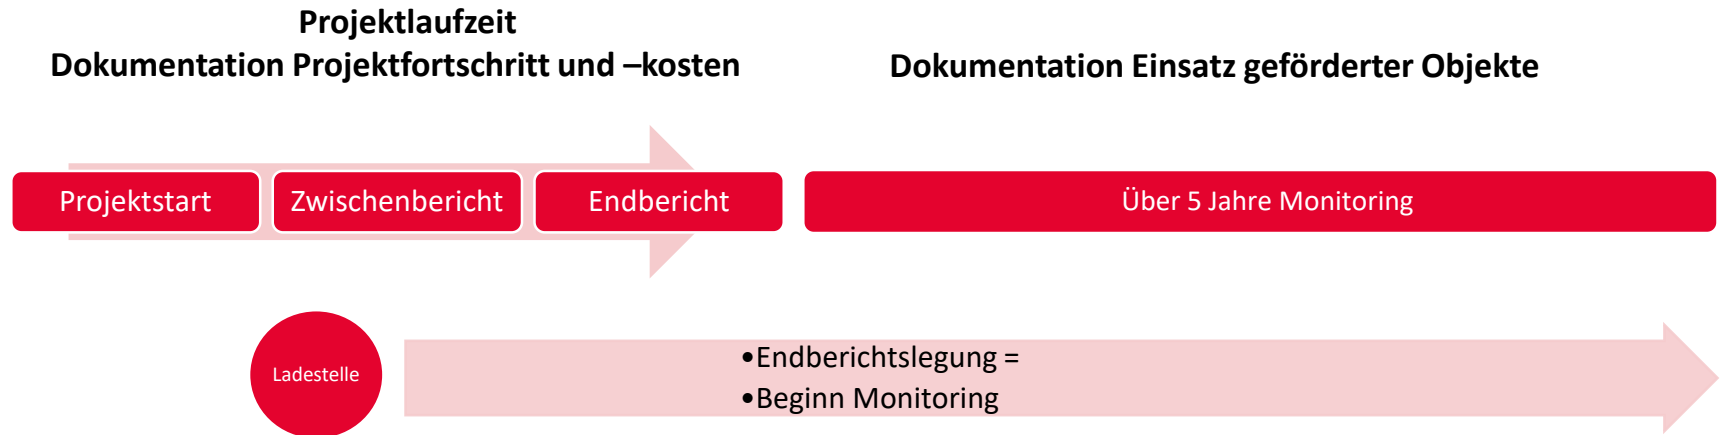 Projektlaufzeit
Dokumentation Projektfortschritt und –kosten
Dokumentation Einsatz geförderter Objekte
Projektstart
Zwischenbericht
Endbericht
Über 5 Jahre Monitoring
Ladestelle
•Endberichtslegung =
•Beginn Monitoring